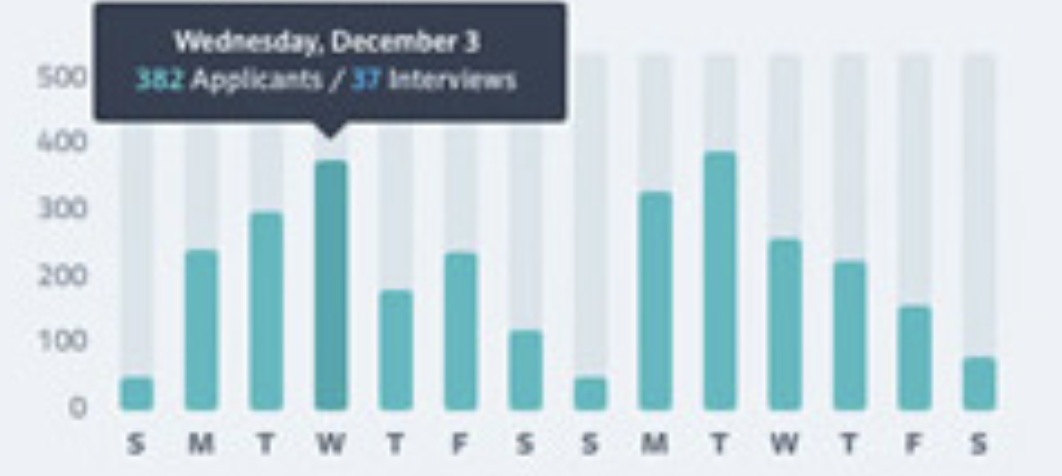 Wednesday, December 3
382 Applicants / 37 Interviews
500
400
300
200
100
0
S M T W T F S S M T W T F S